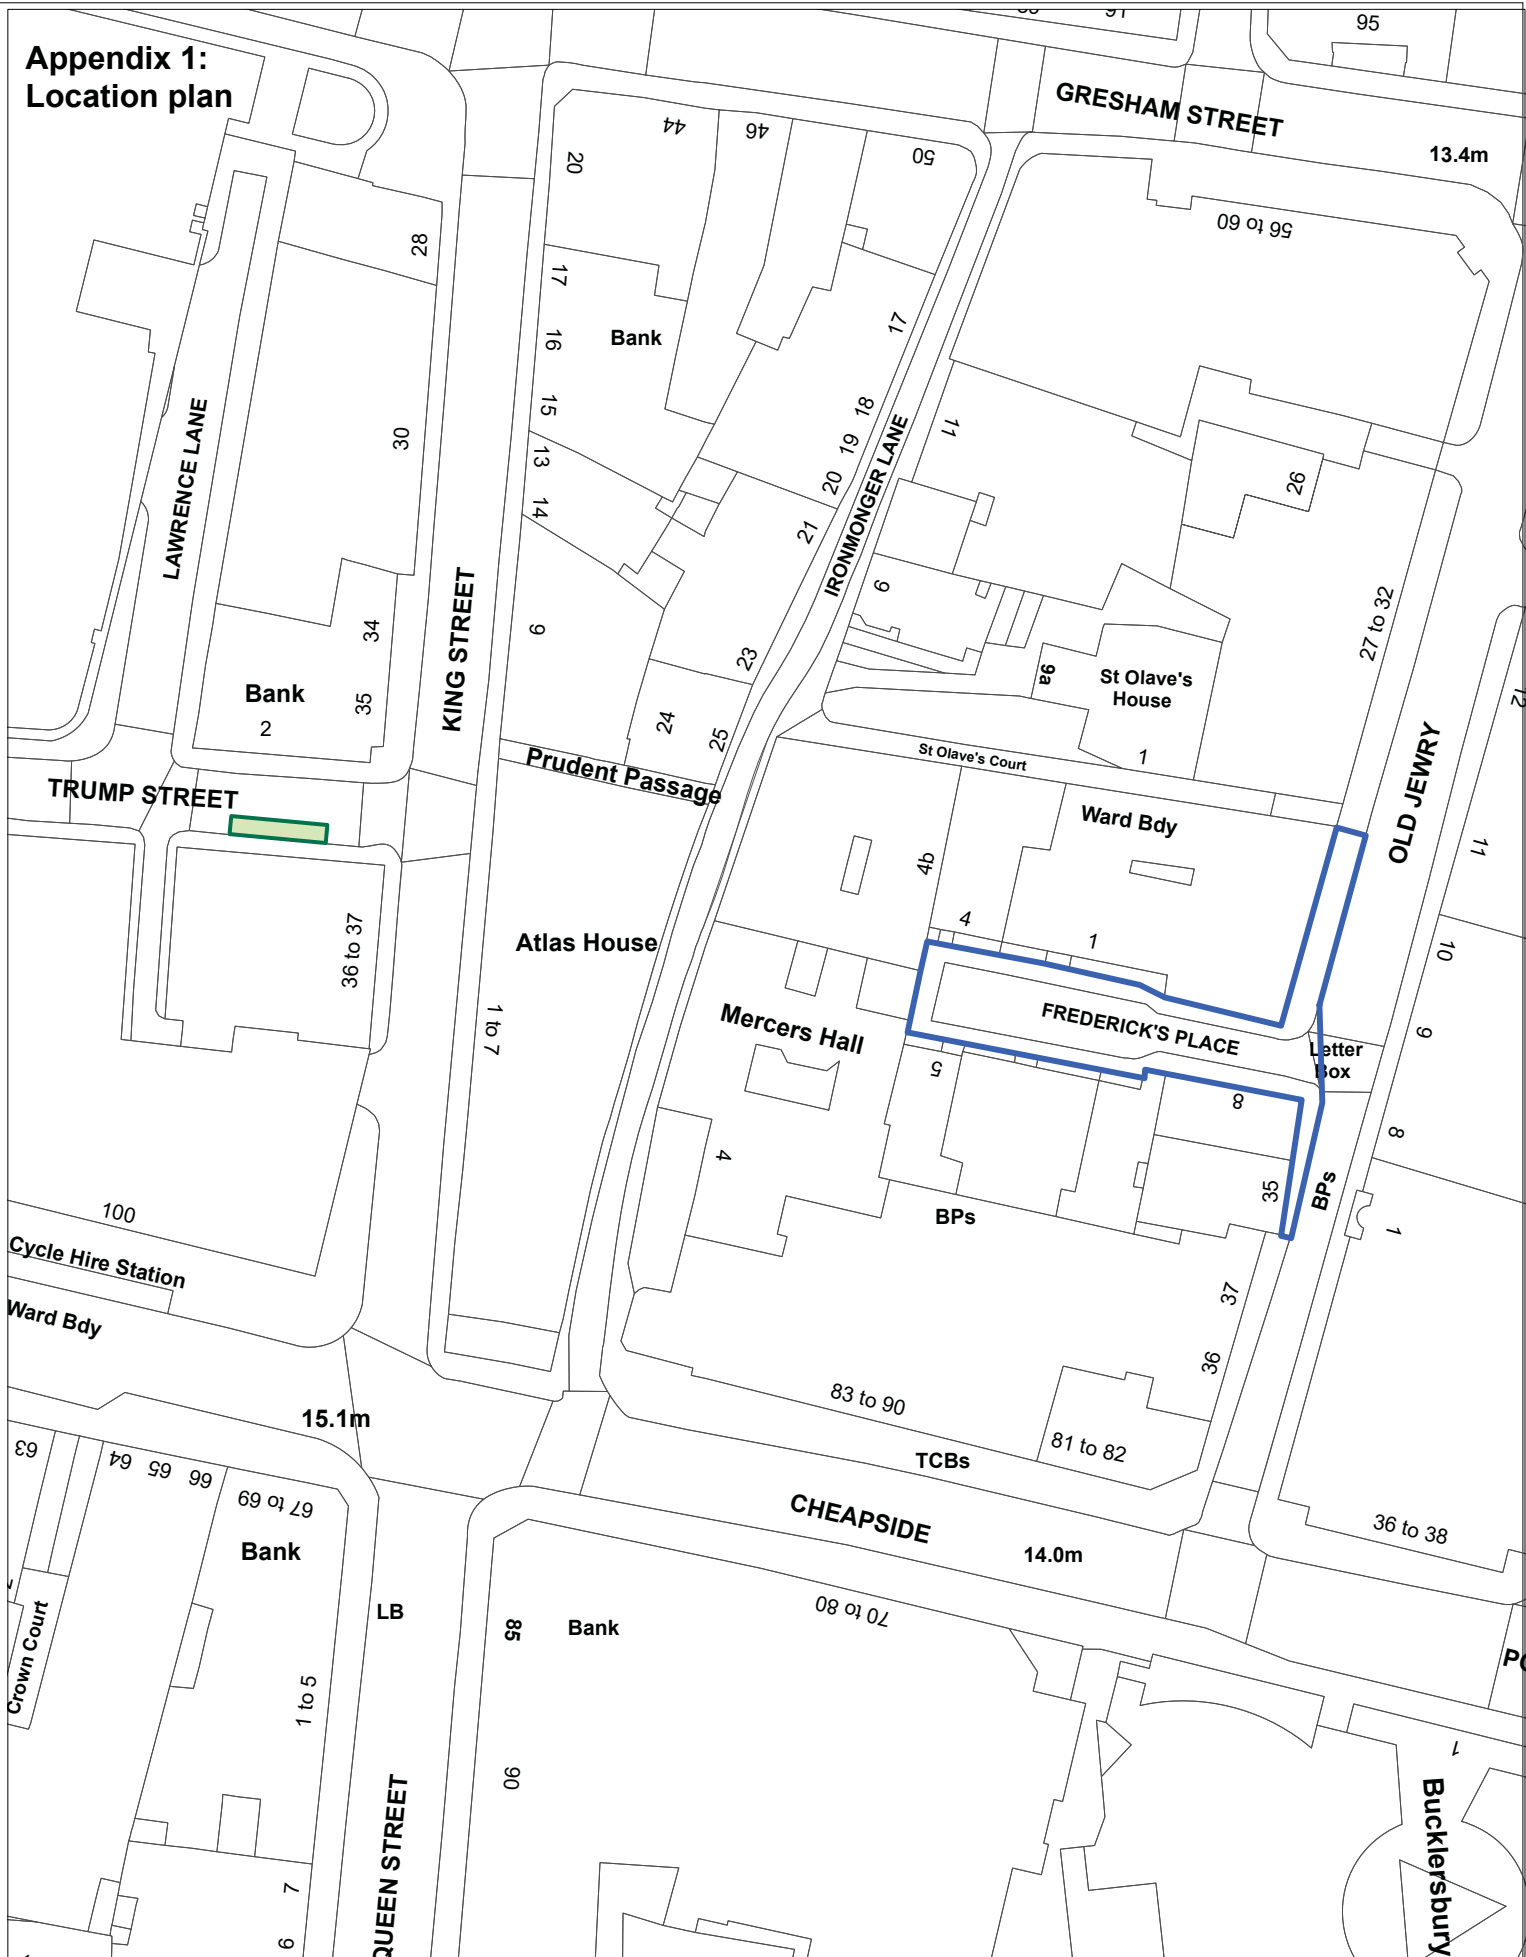 Appendix 1:
Location plan
91
95
GRESHAM STREET
13.4m
44
46
50
20
56 to 60
28
17
16
Bank
17
15
18
30
11
13
19
14
20
26
21
LAWRENCE LANE
IRONMONGER LANE
6
9
34
23
27 to 32
KING STREET
9a
St Olave's
House
Bank
2
35
24
25
12
St Olave's Court
1
Prudent Passage
TRUMP STREET
Ward Bdy
OLD JEWRY
11
4b
4
1
10
36 to 37
Atlas House
1 to 7
Mercers Hall
FREDERICK'S PLACE
9
Letter
Box
5
8
8
4
35
BPs
BPs
1
100
Cycle Hire Station
Ward Bdy
37
36
83 to 90
81 to 82
15.1m
TCBs
63
64
65
66
67 to 69
CHEAPSIDE
14.0m
36 to 38
Bank
LB
85
Bank
70 to 80
Crown Court
1 to 5
PO
1
90
QUEEN STREET
Bucklersbury
7
6